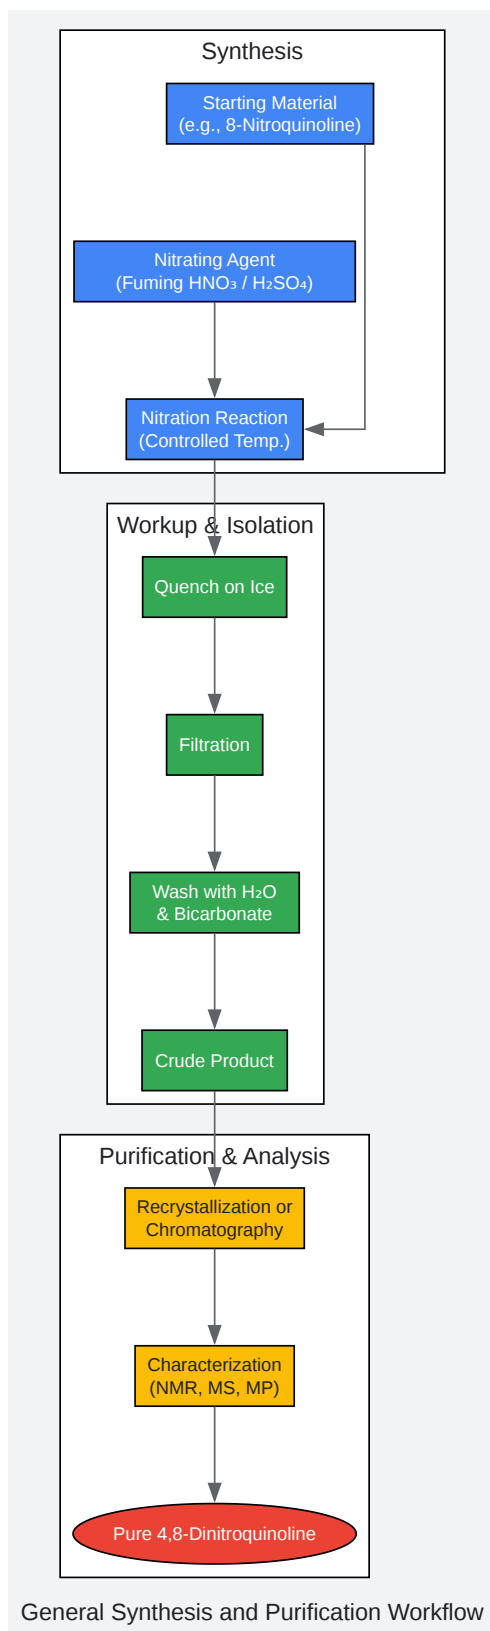 Synthesis
Starting Material
(e.g., 8-Nitroquinoline)
Nitrating Agent
(Fuming HNO₃ / H₂SO₄)
Nitration Reaction
(Controlled Temp.)
Workup & Isolation
Quench on Ice
Filtration
Wash with H₂O
& Bicarbonate
Crude Product
Purification & Analysis
Recrystallization or
Chromatography
Characterization
(NMR, MS, MP)
Pure 4,8-Dinitroquinoline
General Synthesis and Purification Workflow